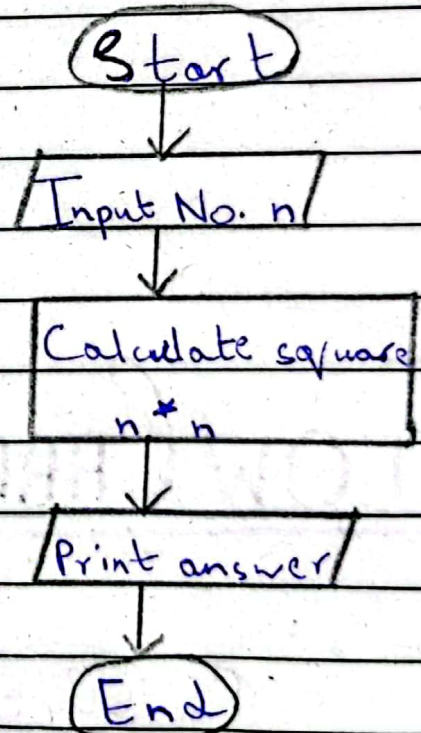 Start
Input No. n
Calculate square
n * n
Print answer
End